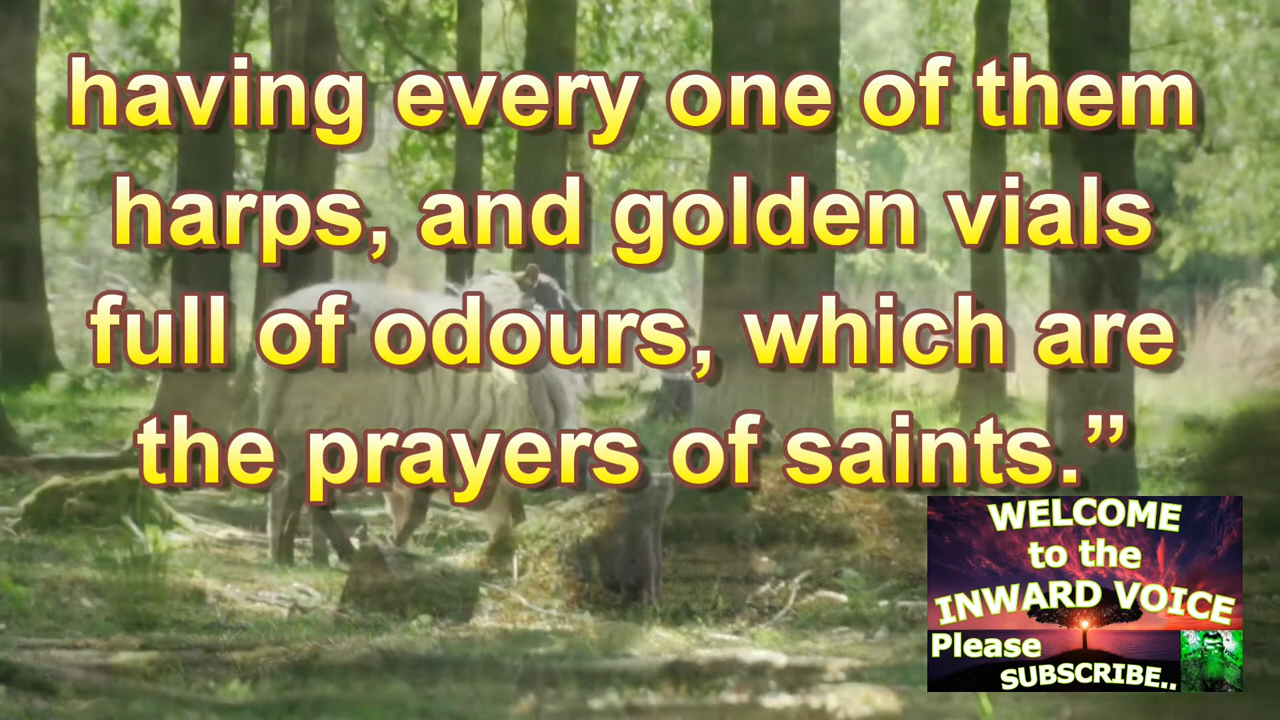 having every one of them
harps, and golden vials
full of odours, which are
the prayers of saints.”
WELCOME
to the
INWARD VOICE
Please
SUBSCRIBE..